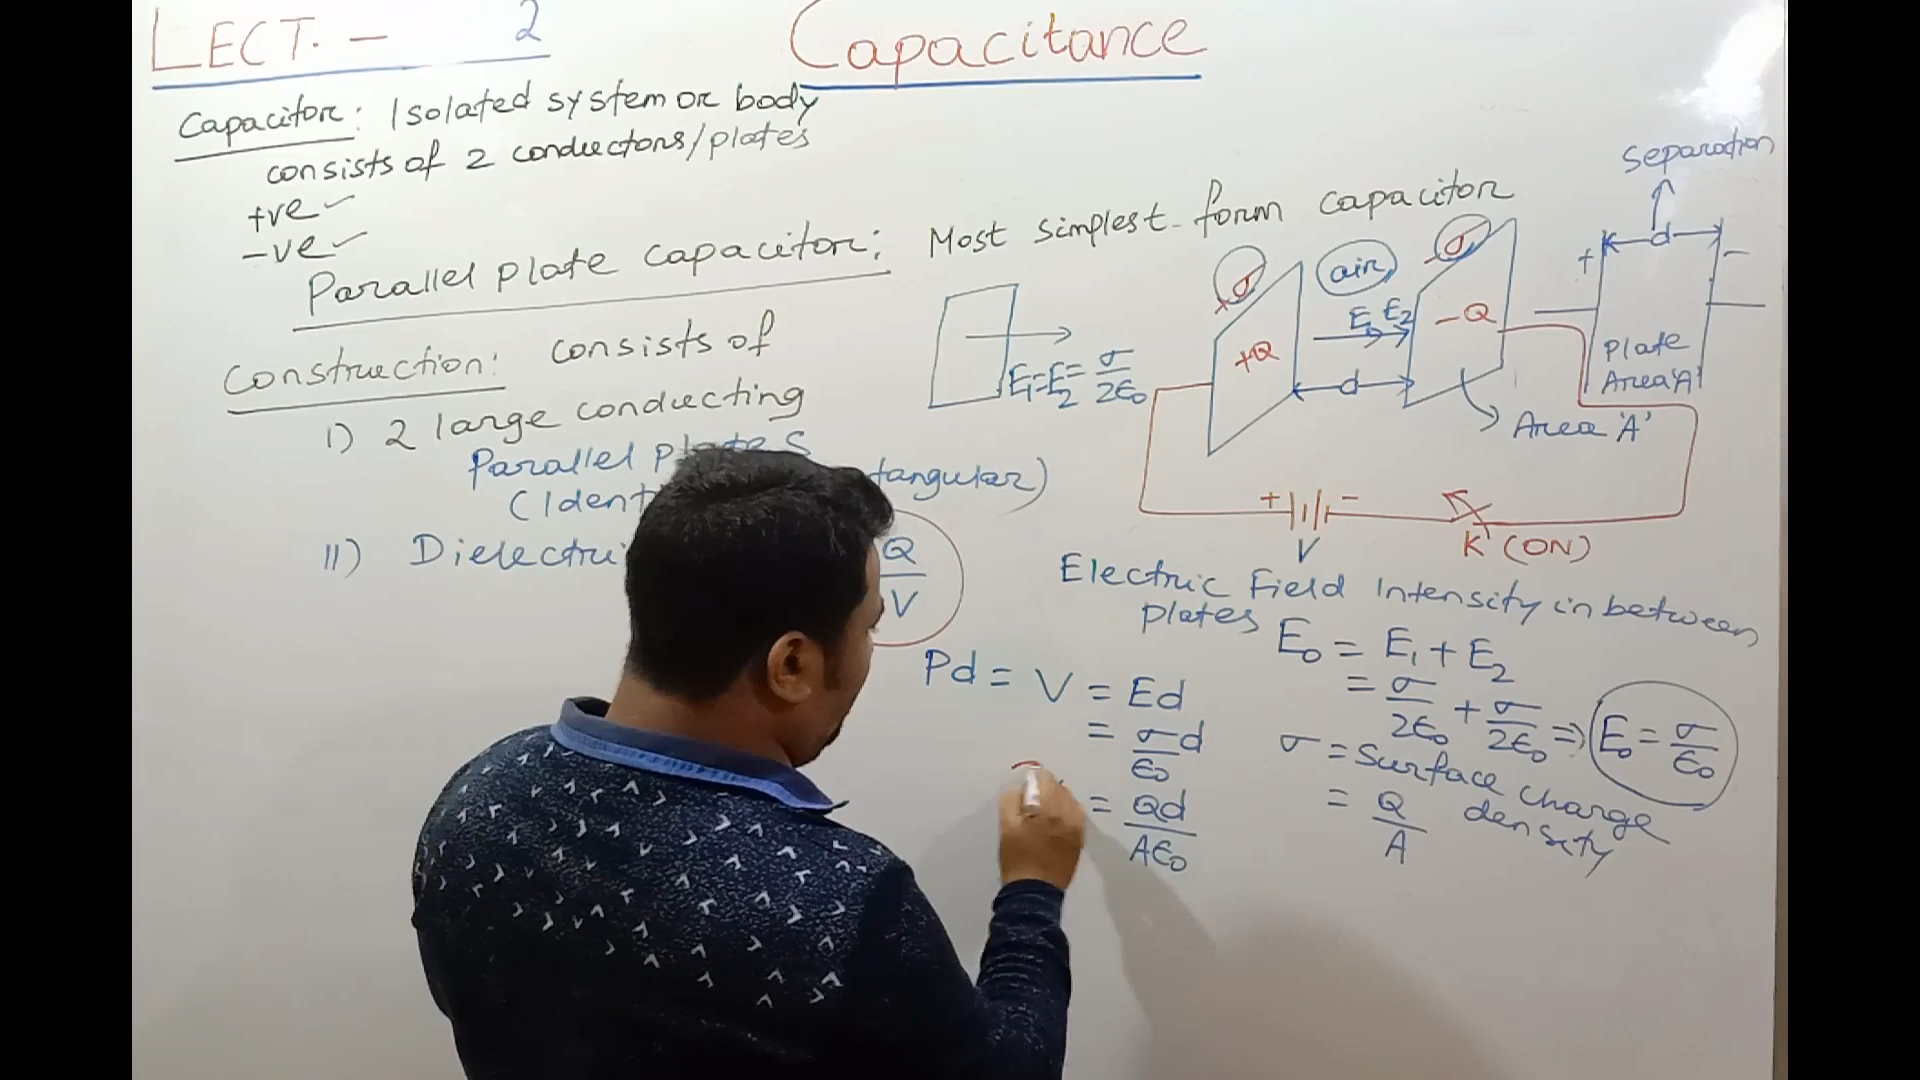 LECT. - 2
Capacitance
Capacitor: Isolated system or body
consists of 2 conductors/plates
+ve ✓
-ve ✓
Parallel plate capacitor: Most simplest form capacitor
Construction: consists of
I) 2 large conducting
Parallel plates
(Ident tangular)
II) Dielectri
Q
V
E₁=E₂=σ/2ϵ₀
+σ
+Q
air
E₁ E₂
-σ
-Q
d
Area 'A'
+ -
V
K (ON)
Separation
d
+ -
Plate
Area 'A'
Electric Field Intensity in between
plates
E₀ = E₁ + E₂
= σ/2ϵ₀ + σ/2ϵ₀ ⇒ E₀ = σ/ϵ₀
σ = Surface charge
density
= Q/A
Pd = V = Ed
= σ/ϵ₀ d
= Qd/Aϵ₀